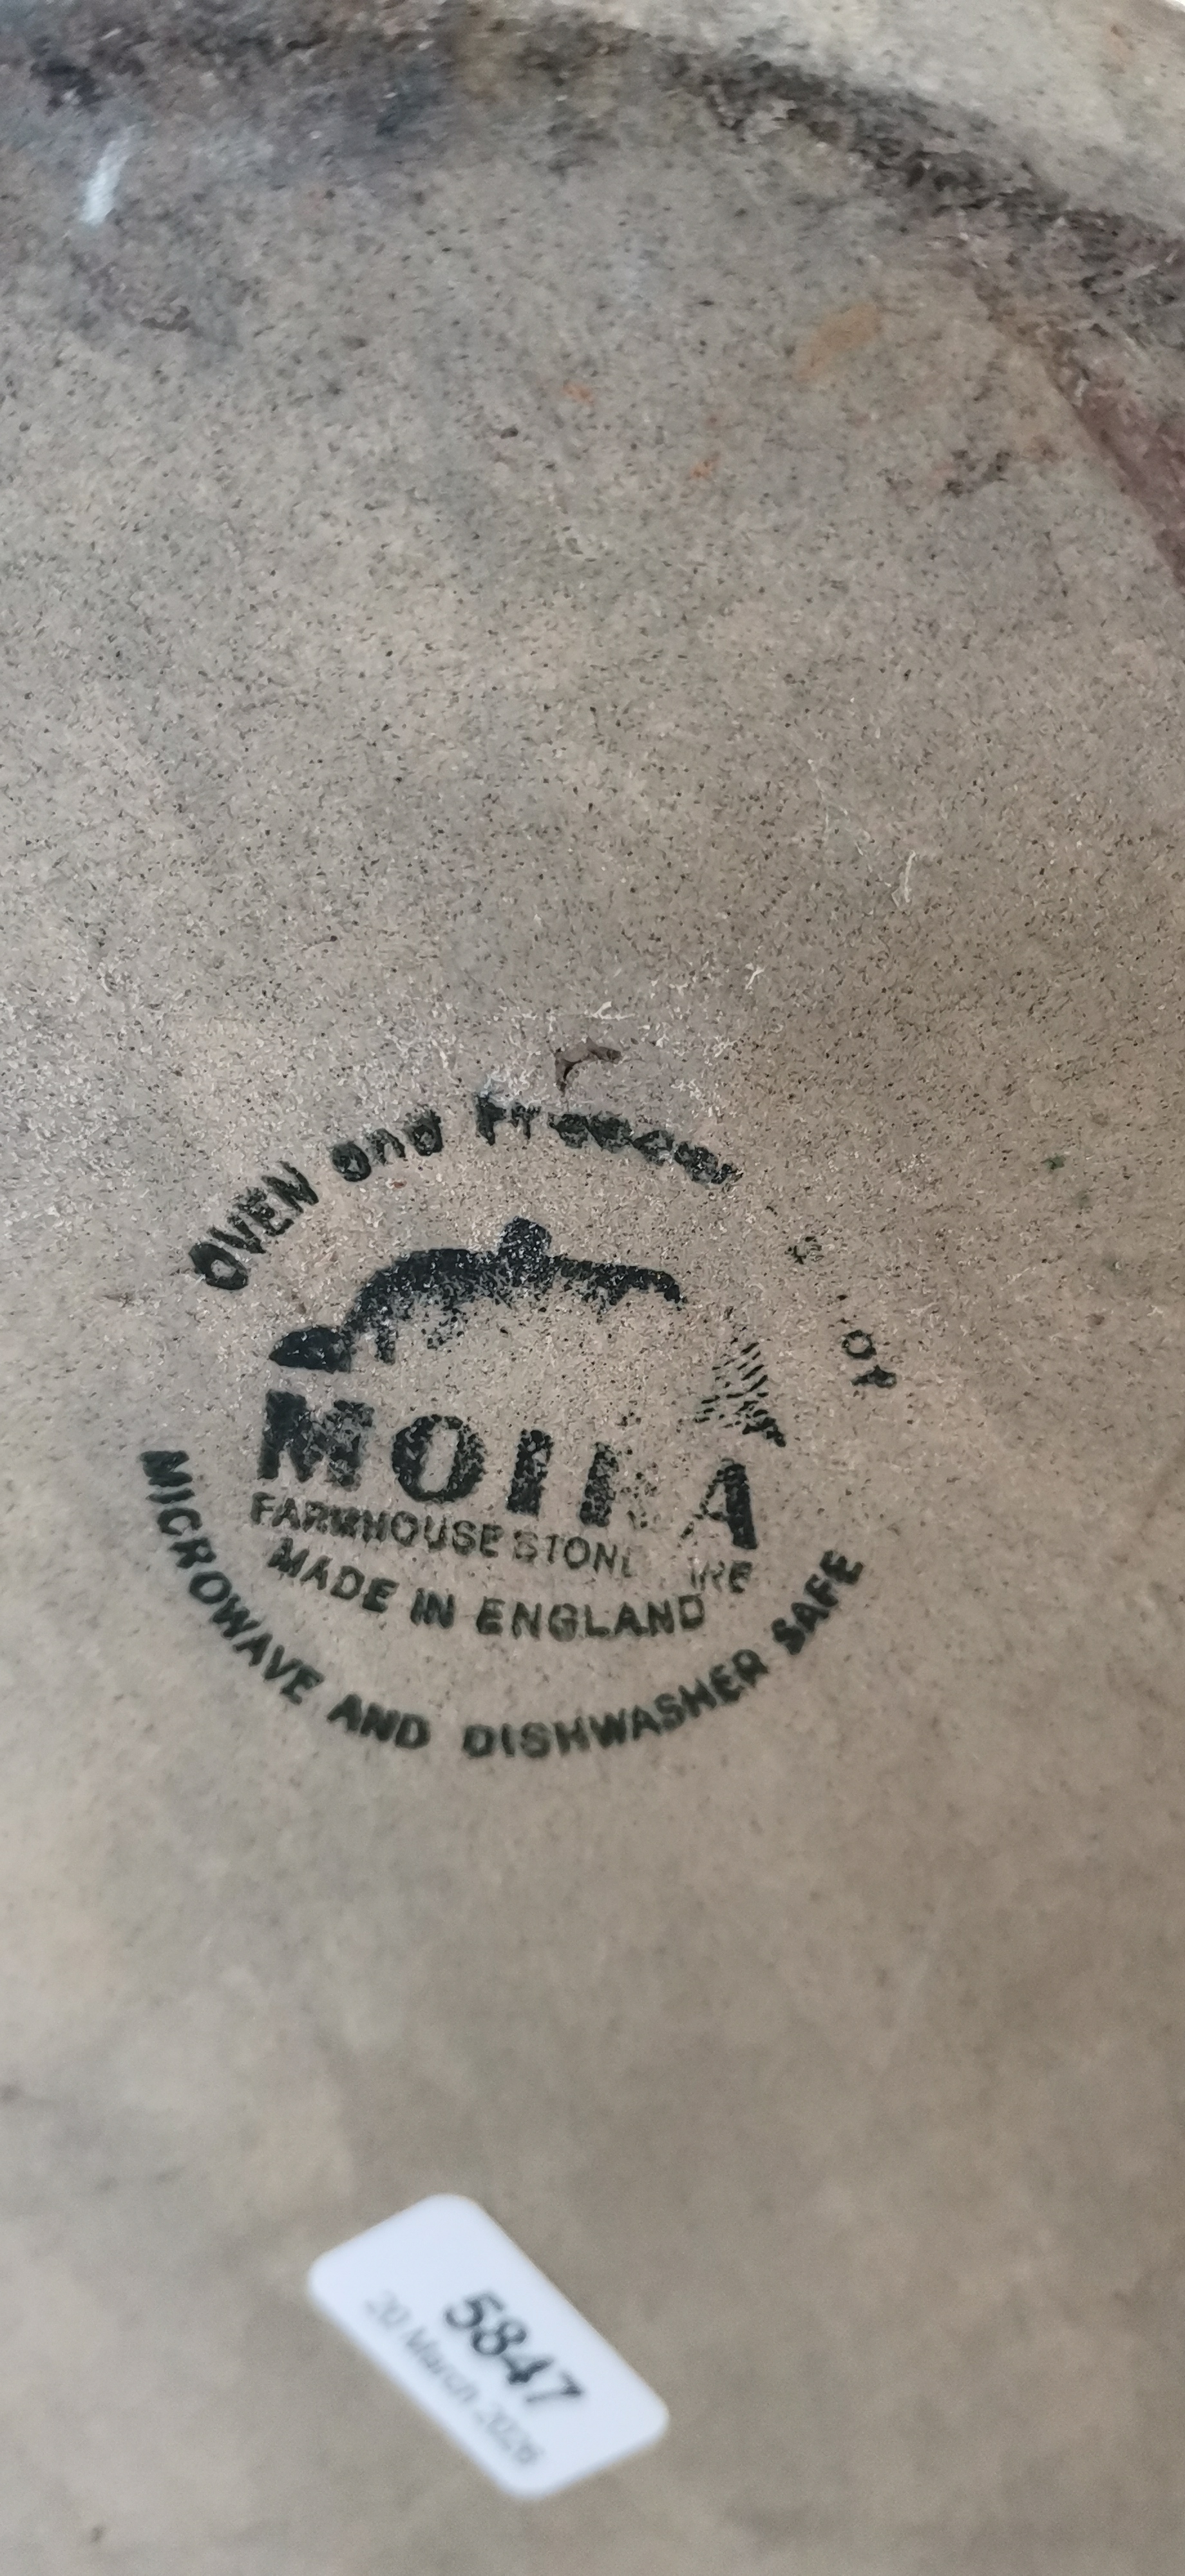 OVEN and Freezer
MOIRA
FARMHOUSE STONEWARE
MADE IN ENGLAND
MICROWAVE AND DISHWASHER SAFE
5847
20 March 2026